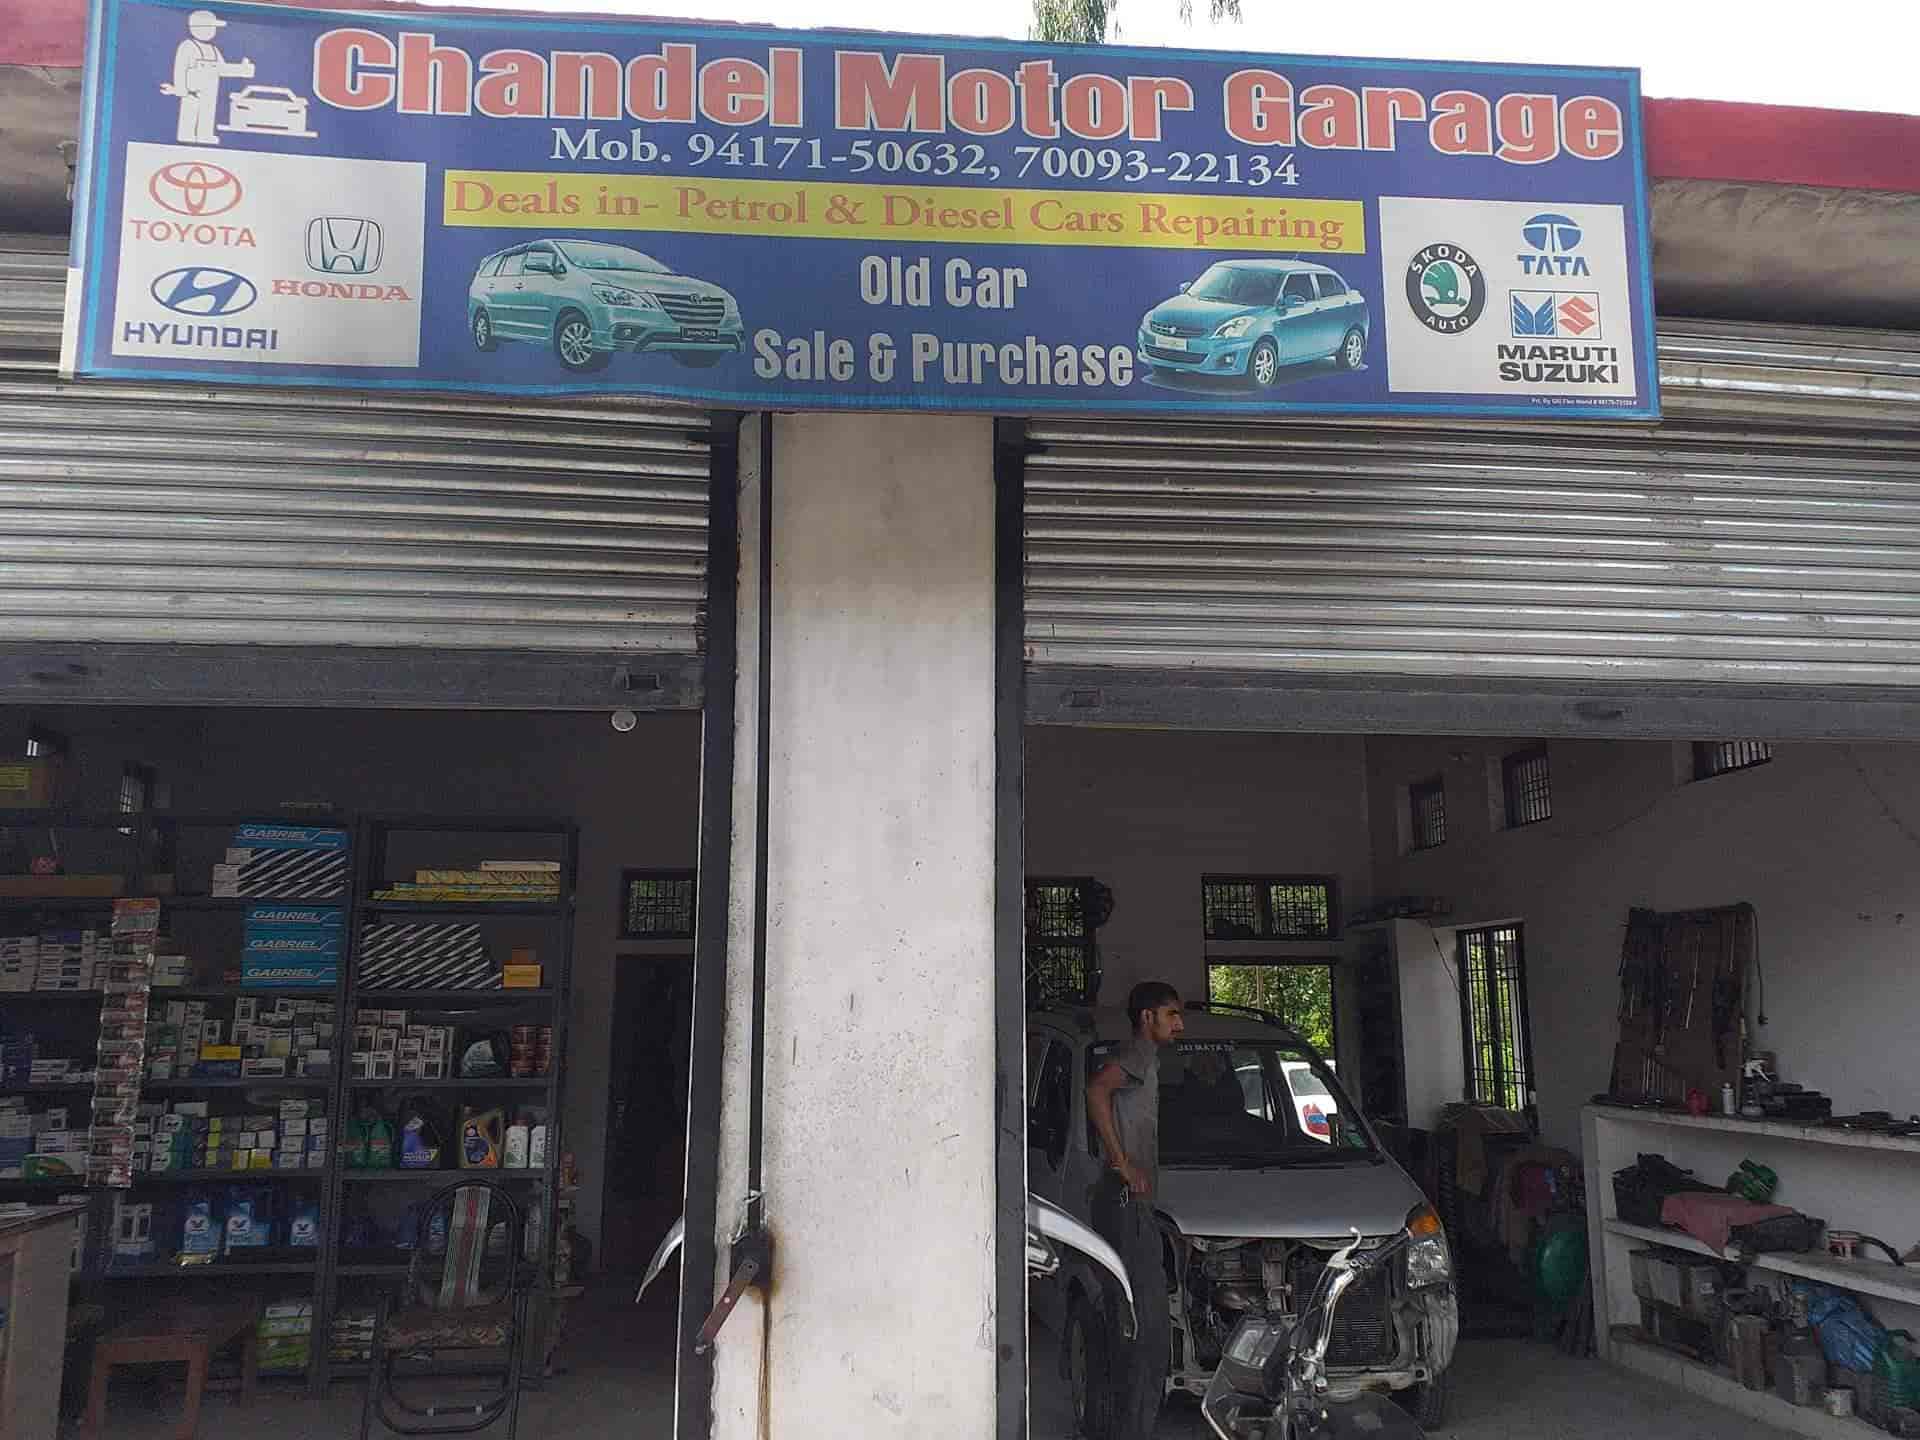 Chandel Motor Garage
Mob. 94171-50632, 70093-22134
Deals in- Petrol & Diesel Cars Repairing
Old Car
Sale & Purchase
TOYOTA
HONDA
HYUNDAI
SKODA
AUTO
TATA
MARUTI
SUZUKI
GABRIEL
GABRIEL
GABRIEL
GABRIEL